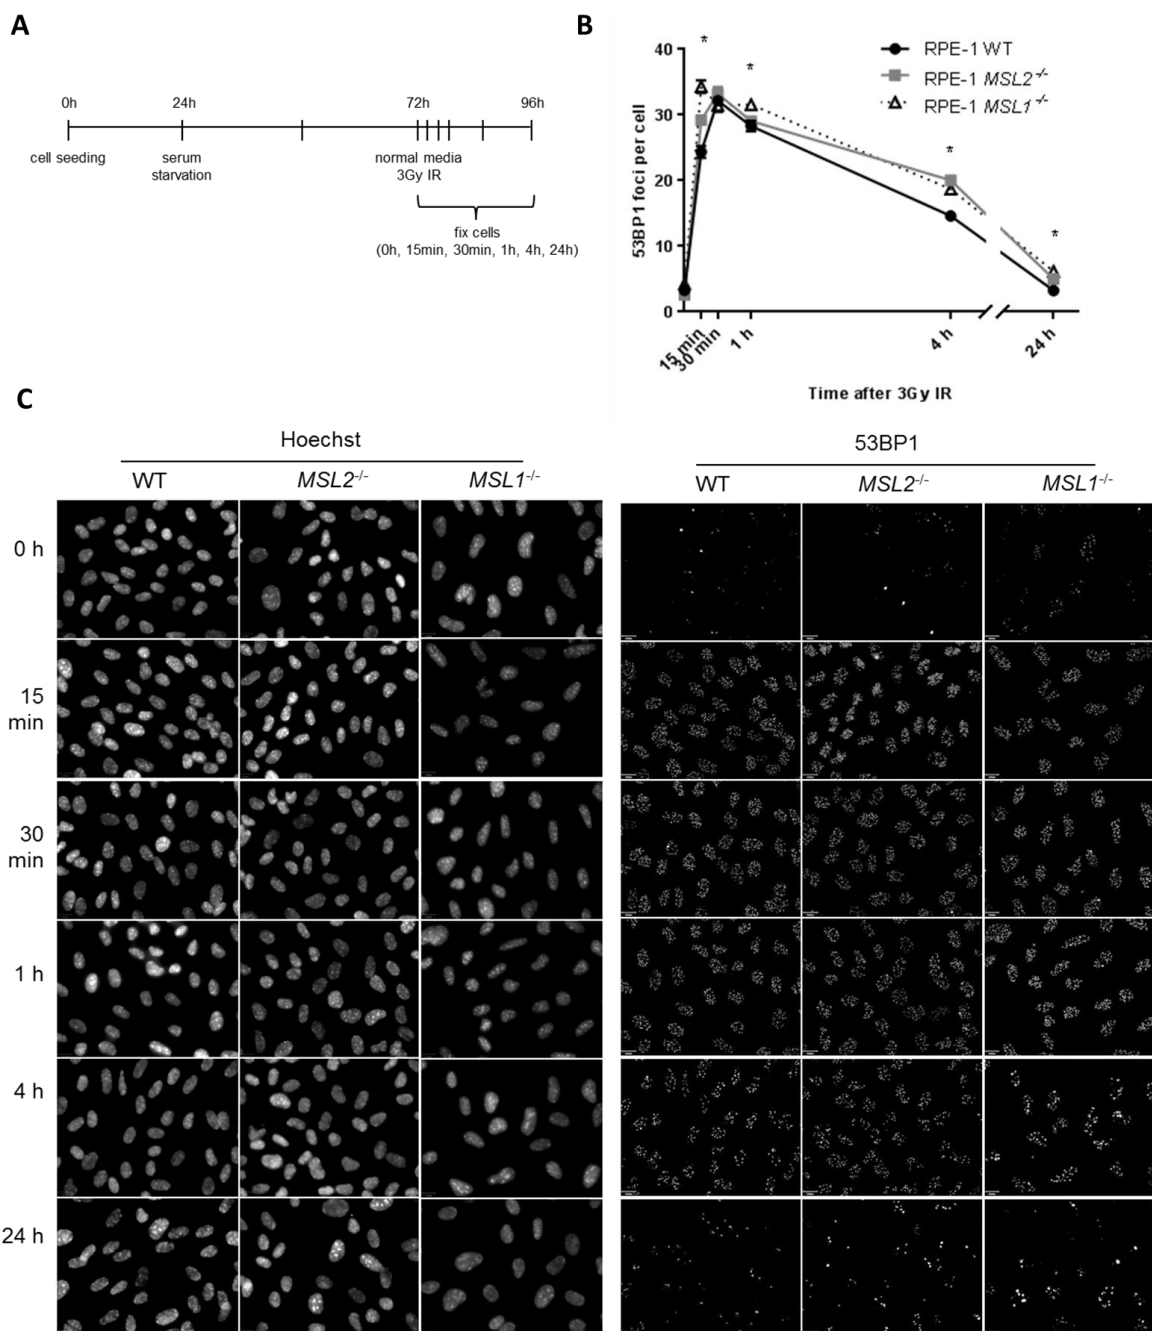 A
0h 24h 72h 96h
cell seeding serum normal media
starvation 3Gy IR
fix cells
(0h, 15min, 30min, 1h, 4h, 24h)
B
40
30
20
10
0
53BP1 foci per cell
* * * *
RPE-1 WT
RPE-1 MSL2⁻/⁻
RPE-1 MSL1⁻/⁻
15 min 30 min 1 h 4 h 24 h
Time after 3Gy IR
C
Hoechst
WT MSL2⁻/⁻ MSL1⁻/⁻
53BP1
WT MSL2⁻/⁻ MSL1⁻/⁻
0 h
15
min
30
min
1 h
4 h
24 h